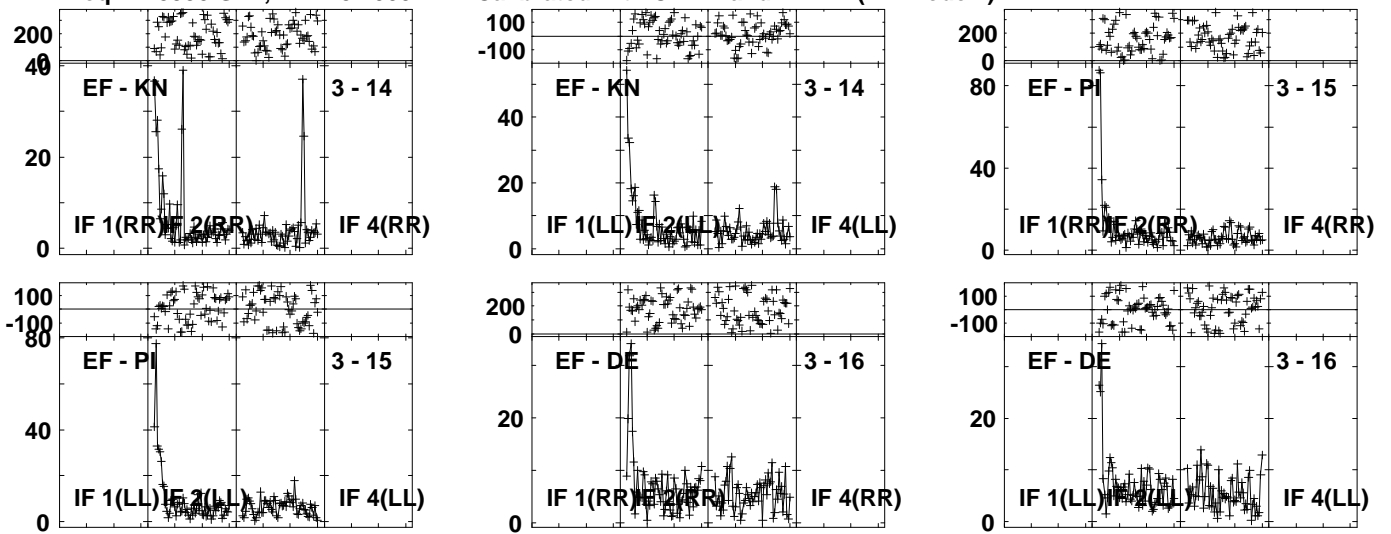 200
0
40
20
0
EF - KN
3 - 14
IF 1(RR)
IF 2(RR)
IF 4(RR)
100
-100
40
20
0
EF - KN
3 - 14
IF 1(LL)
IF 2(LL)
IF 4(LL)
200
0
80
40
0
EF - PI
3 - 15
IF 1(RR)
IF 2(RR)
IF 4(RR)
100
-100
80
40
0
EF - PI
3 - 15
IF 1(LL)
IF 2(LL)
IF 4(LL)
200
0
20
0
EF - DE
3 - 16
IF 1(RR)
IF 2(RR)
IF 4(RR)
100
-100
20
0
EF - DE
3 - 16
IF 1(LL)
IF 2(LL)
IF 4(LL)